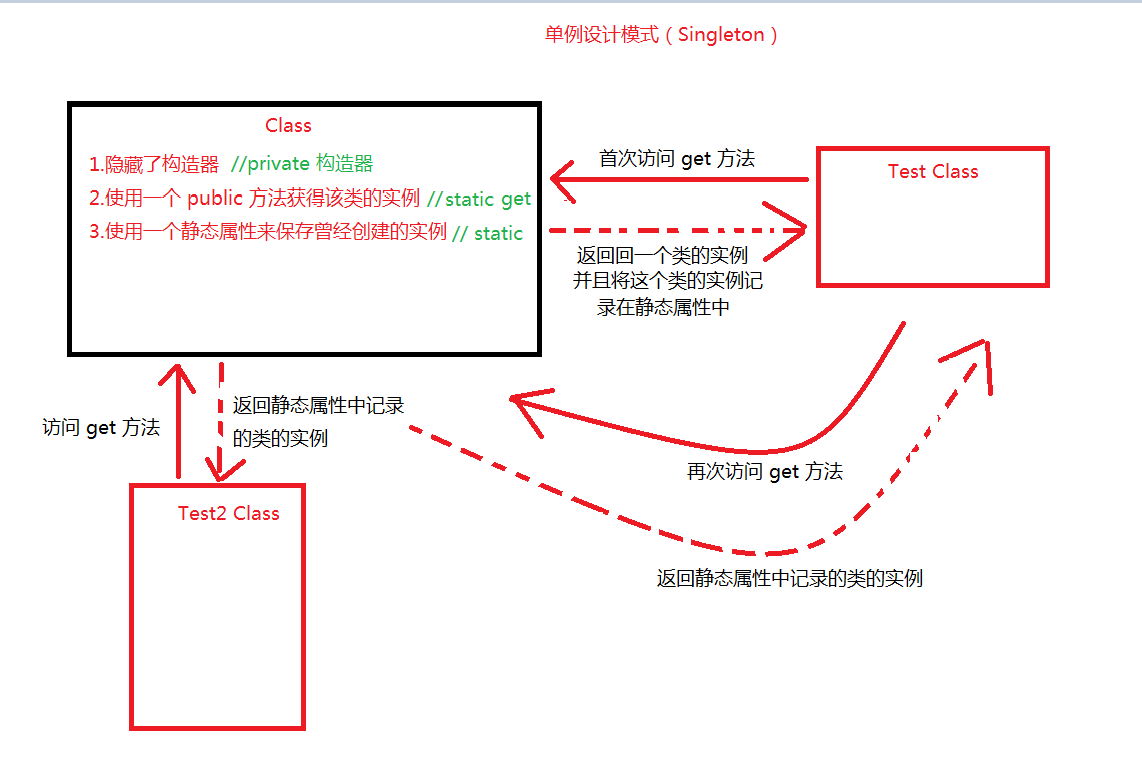 单例设计模式（Singleton）
Class
1.隐藏了构造器 //private 构造器
2.使用一个 public 方法获得该类的实例 //static get
3.使用一个静态属性来保存曾经创建的实例 // static
首次访问 get 方法
Test Class
返回回一个类的实例
并且将这个类的实例记
录在静态属性中
访问 get 方法
返回静态属性中记录
的类的实例
再次访问 get 方法
Test2 Class
返回静态属性中记录的类的实例